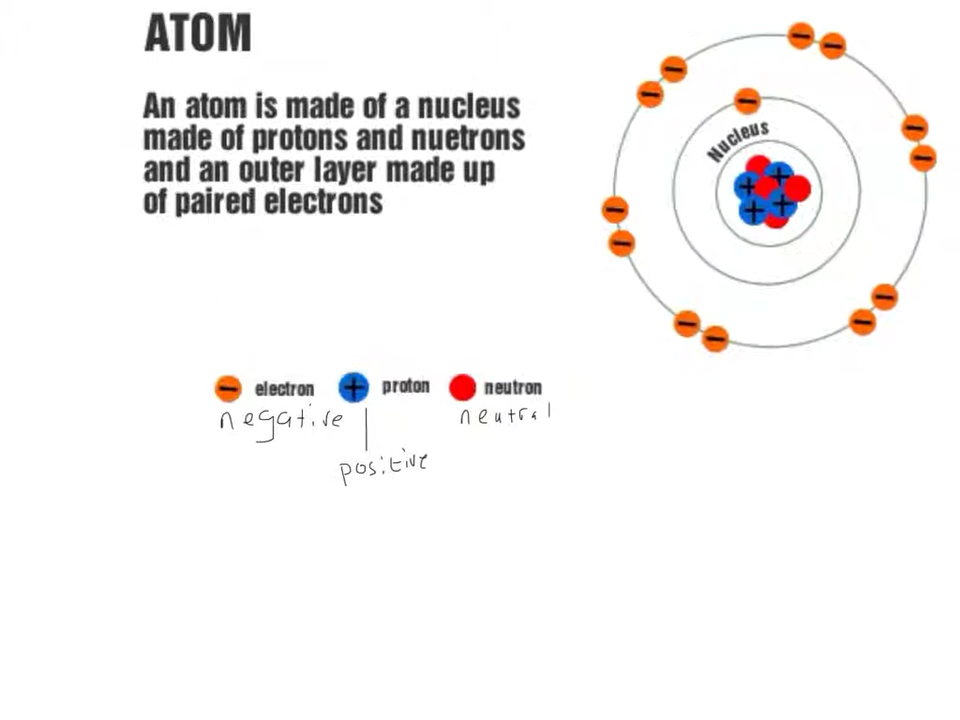 ATOM
An atom is made of a nucleus
made of protons and nuetrons
and an outer layer made up
of paired electrons
Nucleus
electron proton neutron
negative neutral
positive